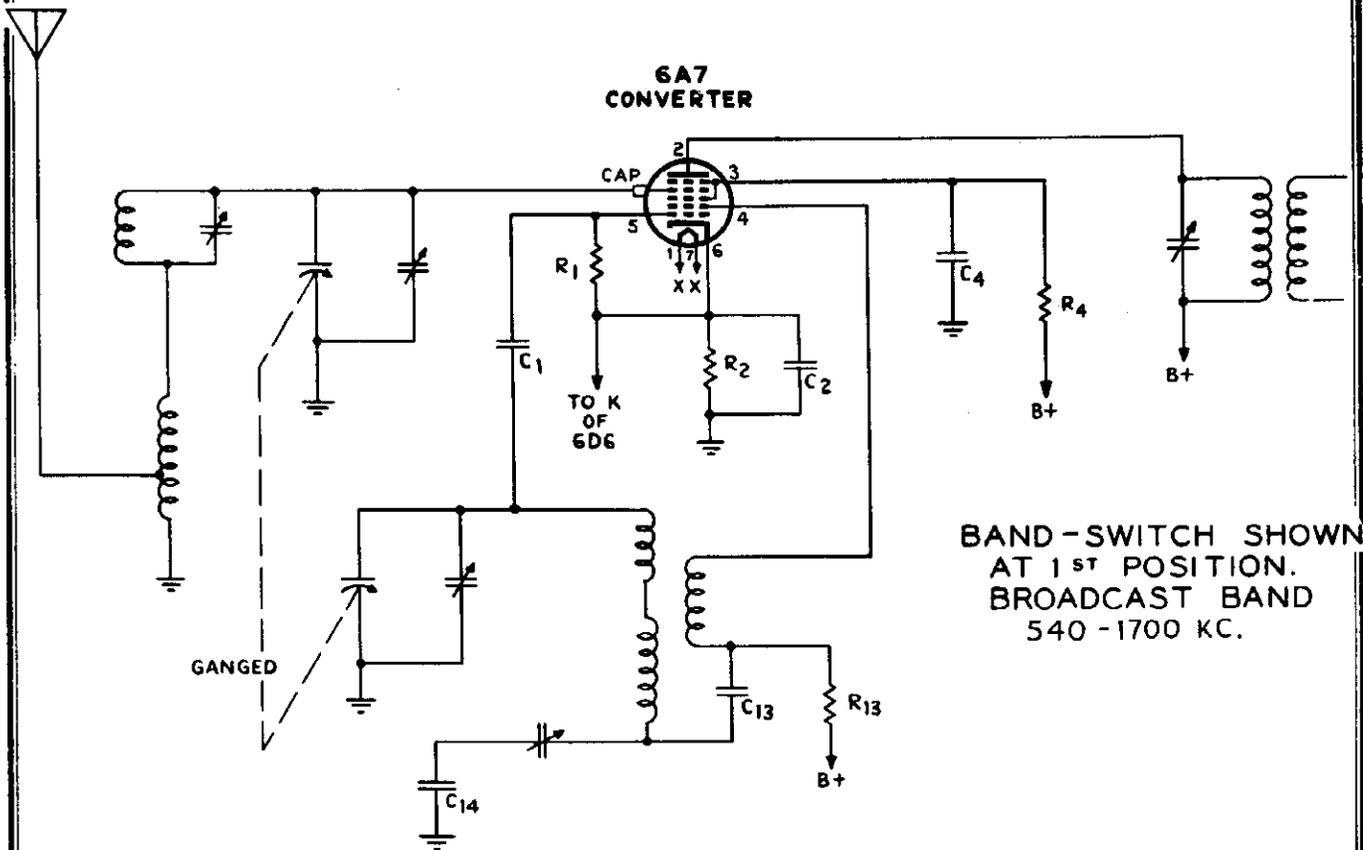 6A7
CONVERTER
CAP
2
3
4
5
1
7
6
X X
R1
C1
R2
C2
C4
R4
B+
B+
TO K
OF
6D6
BAND-SWITCH SHOWN
AT 1ST POSITION.
BROADCAST BAND
540-1700 KC.
GANGED
C13
R13
B+
C14